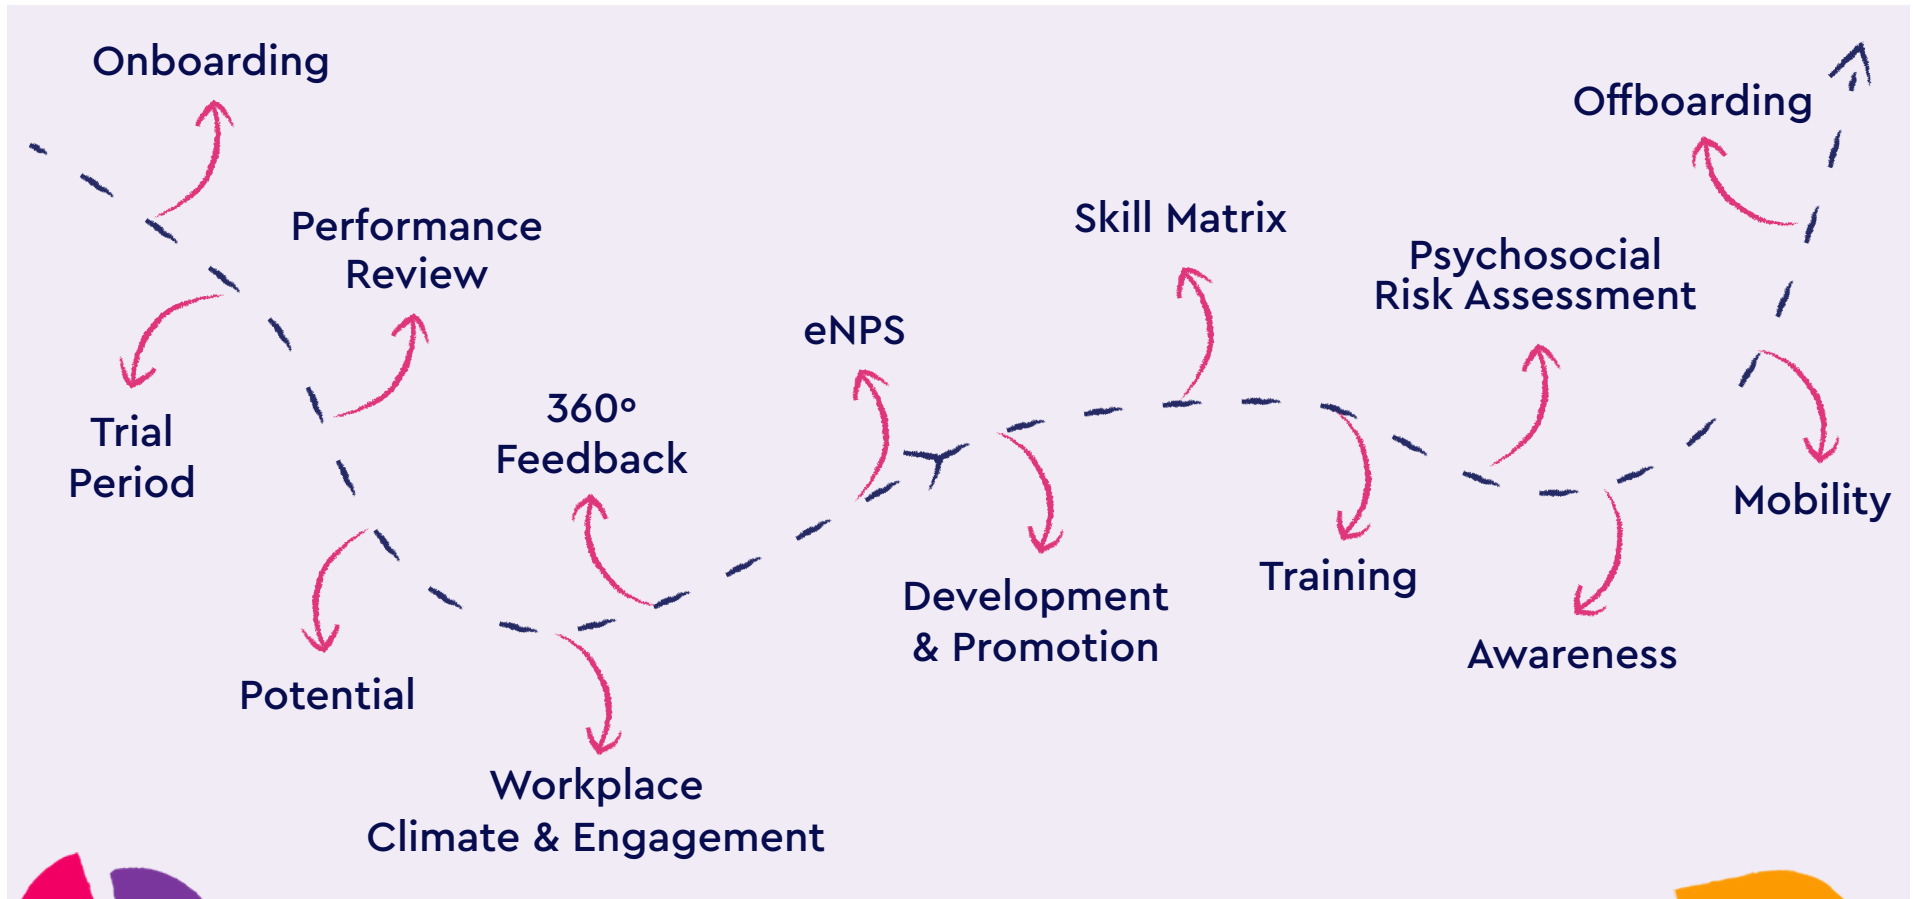 Onboarding
Trial
Period
Performance
Review
Potential
Workplace
Climate & Engagement
360º
Feedback
eNPS
Development
& Promotion
Skill Matrix
Training
Psychosocial
Risk Assessment
Awareness
Mobility
Offboarding